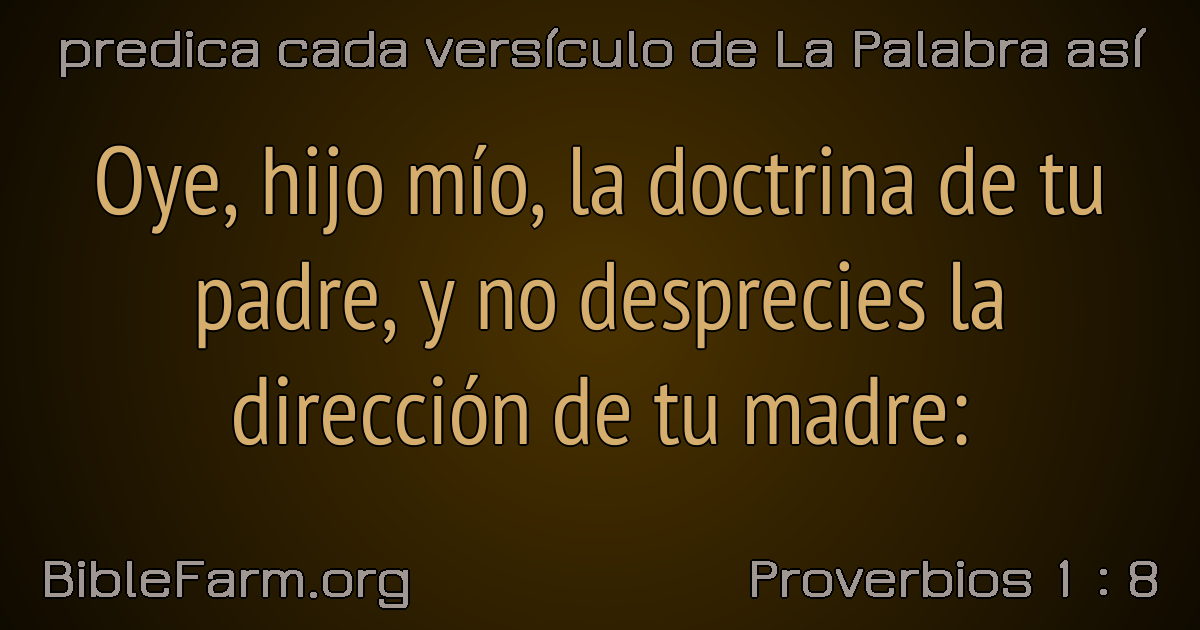 predica cada versículo de La Palabra así
Oye, hijo mío, la doctrina de tu
padre, y no desprecies la
dirección de tu madre:
BibleFarm.org
Proverbios 1 : 8